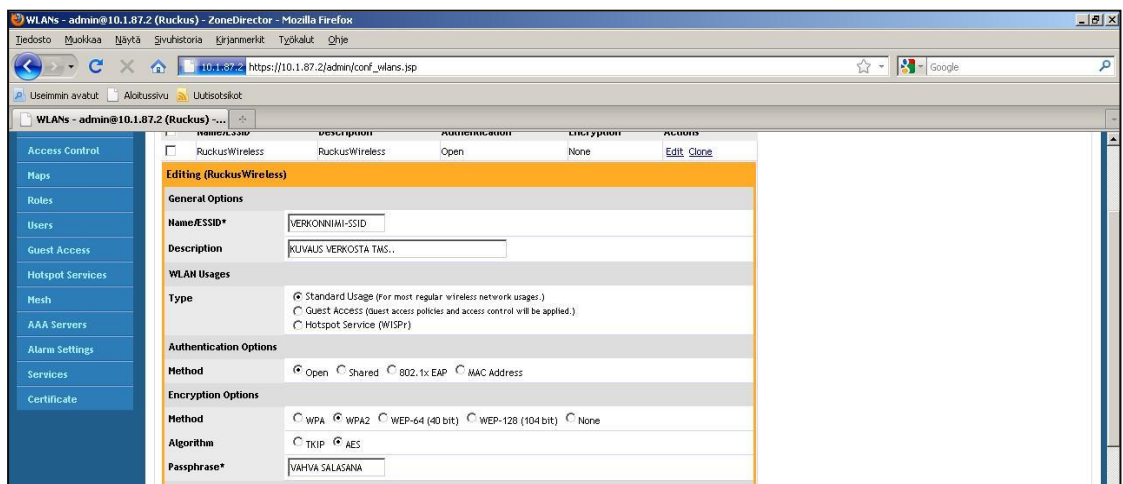 WLANs - admin@10.1.87.2 (Ruckus) - ZoneDirector - Mozilla Firefox
Tiedosto Muokkaa Näytä Sivuhistoria Kirjanmerkit Työkalut Ohje
10.1.87.2 https://10.1.87.2/admin/conf_wlans.jsp Google
Useimmin avatut Aloitussivu Uutisotsikot
WLANs - admin@10.1.87.2 (Ruckus) -...
Name/ESSID Description Authentication Encryption Actions
Access Control RuckusWireless RuckusWireless Open None Edit Clone
Maps Editing (RuckusWireless)
Roles General Options
Users Name/ESSID* VERKONNIMI-SSID
Guest Access Description KUVAUS VERKOSTA TMS..
Hotspot Services WLAN Usages
Mesh Type Standard Usage (For most regular wireless network usages.)
Guest Access (Guest access policies and access control will be applied.)
AAA Servers Hotspot Service (WISPr)
Alarm Settings Authentication Options
Services Method Open Shared 802.1x EAP MAC Address
Certificate Encryption Options
Method WPA WPA2 WEP-64 (40 bit) WEP-128 (104 bit) None
Algorithm TKIP AES
Passphrase* VAHVA SALASANA